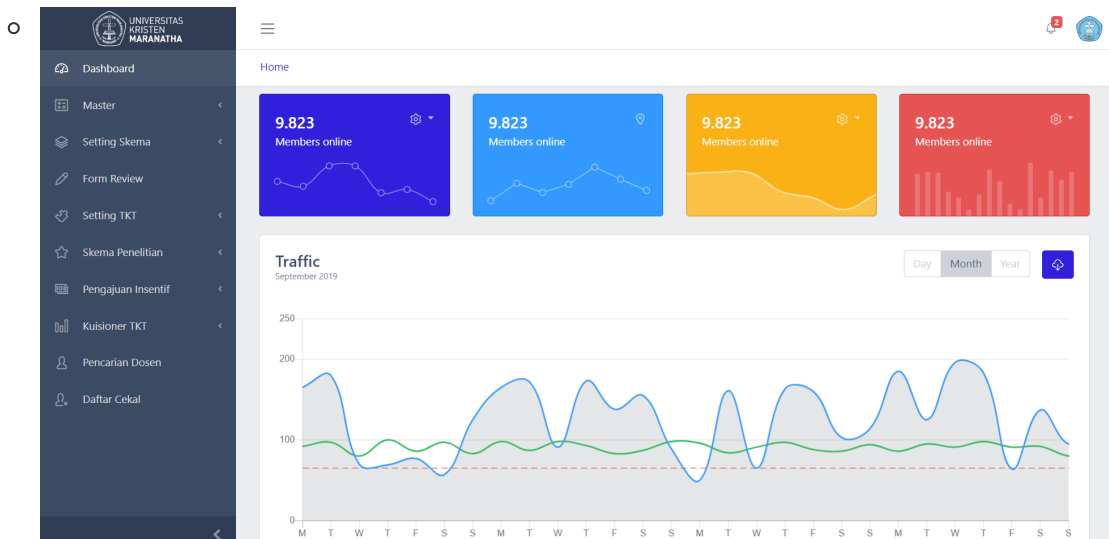 UNIVERSITAS
KRISTEN
MARANATHA
2
Dashboard
Home
Master
Setting Skema
Form Review
Setting TKT
Skema Penelitian
Pengajuan Insentif
Kuisioner TKT
Pencarian Dosen
Daftar Cekal
9.823
Members online
9.823
Members online
9.823
Members online
9.823
Members online
Traffic
September 2019
Day Month Year
250
200
100
0
M T W T F S S M T W T F S S M T W T F S S M T W T F S S